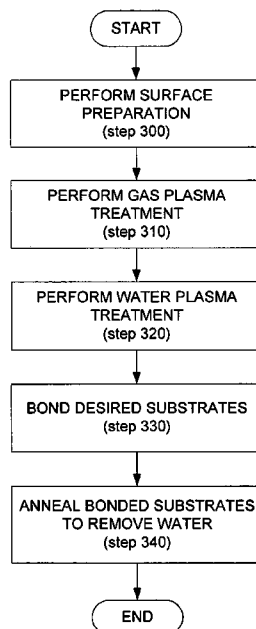 START
PERFORM SURFACE
PREPARATION
(step 300)
PERFORM GAS PLASMA
TREATMENT
(step 310)
PERFORM WATER PLASMA
TREATMENT
(step 320)
BOND DESIRED SUBSTRATES
(step 330)
ANNEAL BONDED SUBSTRATES
TO REMOVE WATER
(step 340)
END